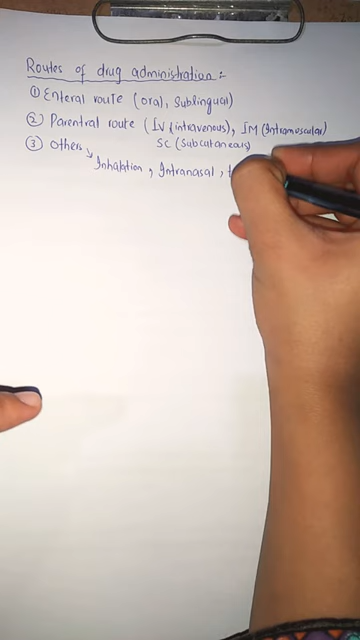 Routes of drug administration :-
① Enteral route (oral, Sublingual)
② Parentral route (IV (intravenous), IM (Intramuscular)
SC (Subcutaneous)
③ Others
Inhalation, Intranasal, t